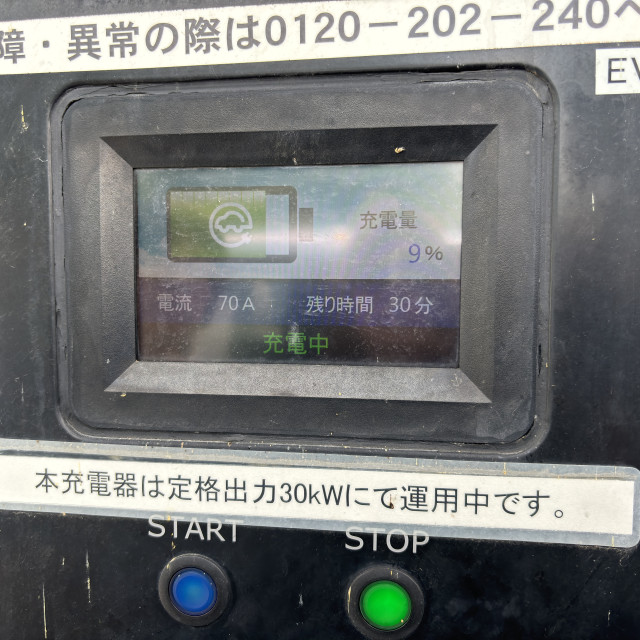 障・異常の際は0120－202－240へ
EV
充電量
9%
電流 70A 残り時間 30分
充電中
本充電器は定格出力30kWにて運用中です。
START STOP